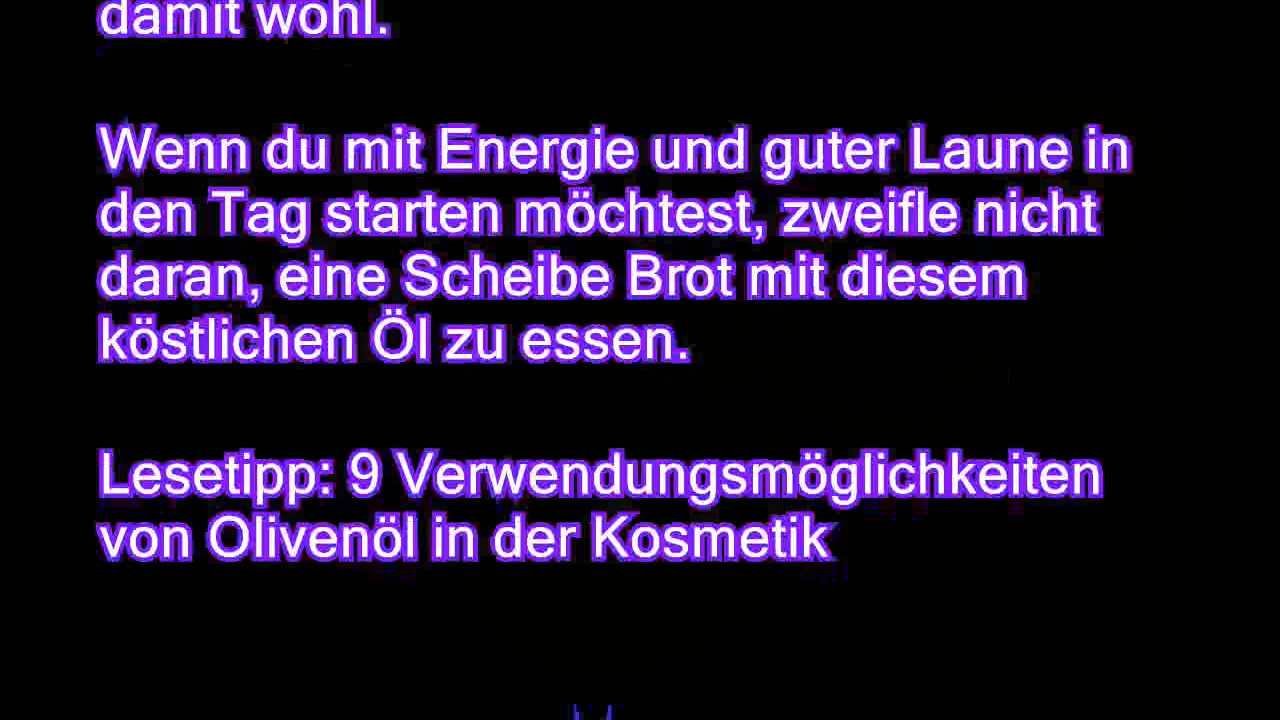 damit wohl.
Wenn du mit Energie und guter Laune in
den Tag starten möchtest, zweifle nicht
daran, eine Scheibe Brot mit diesem
köstlichen Öl zu essen.
Lesetipp: 9 Verwendungsmöglichkeiten
von Olivenöl in der Kosmetik